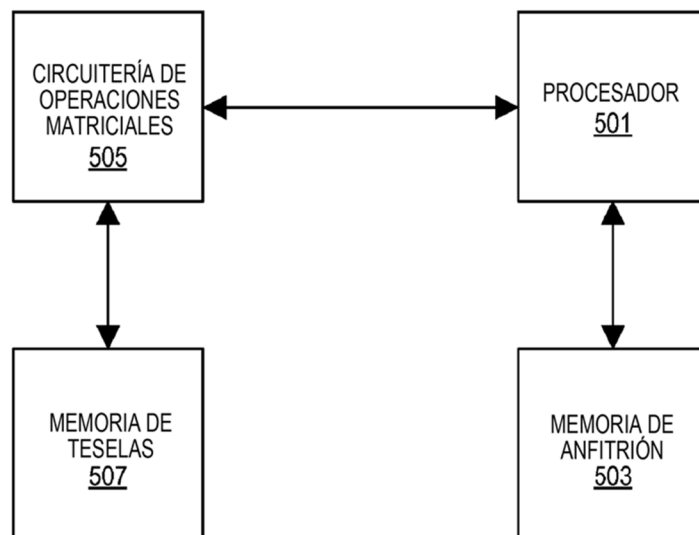 CIRCUITERÍA DE
OPERACIONES
MATRICIALES
505
PROCESADOR
501
MEMORIA DE
TESELAS
507
MEMORIA DE
ANFITRIÓN
503